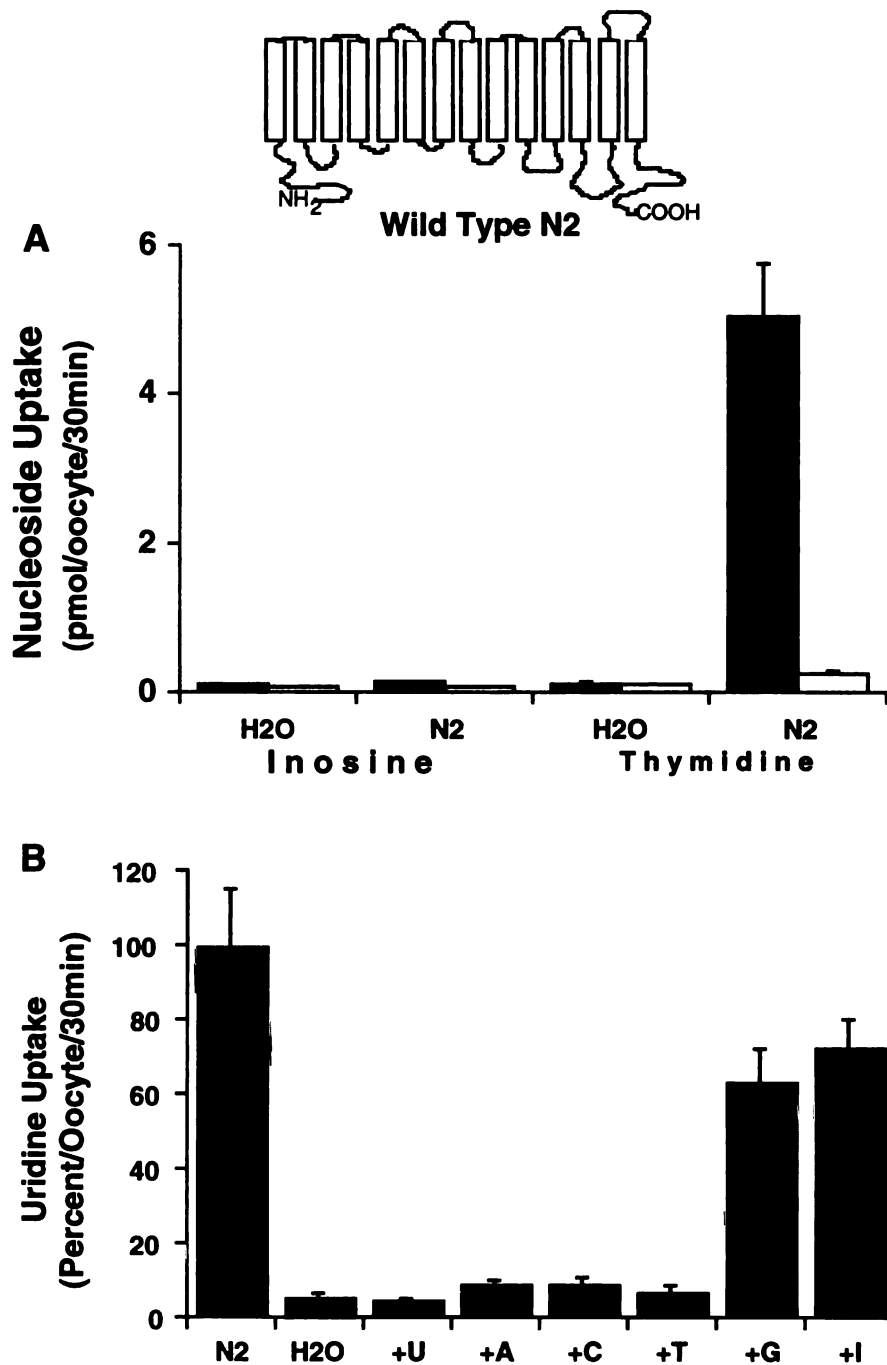 NH2
COOH
Wild Type N2
A
Nucleoside Uptake
(pmol/oocyte/30min)
6
4
2
0
H2O N2 H2O N2
Inosine Thymidine
B
Uridine Uptake
(Percent/Oocyte/30min)
120
100
80
60
40
20
0
N2 H2O +U +A +C +T +G +I